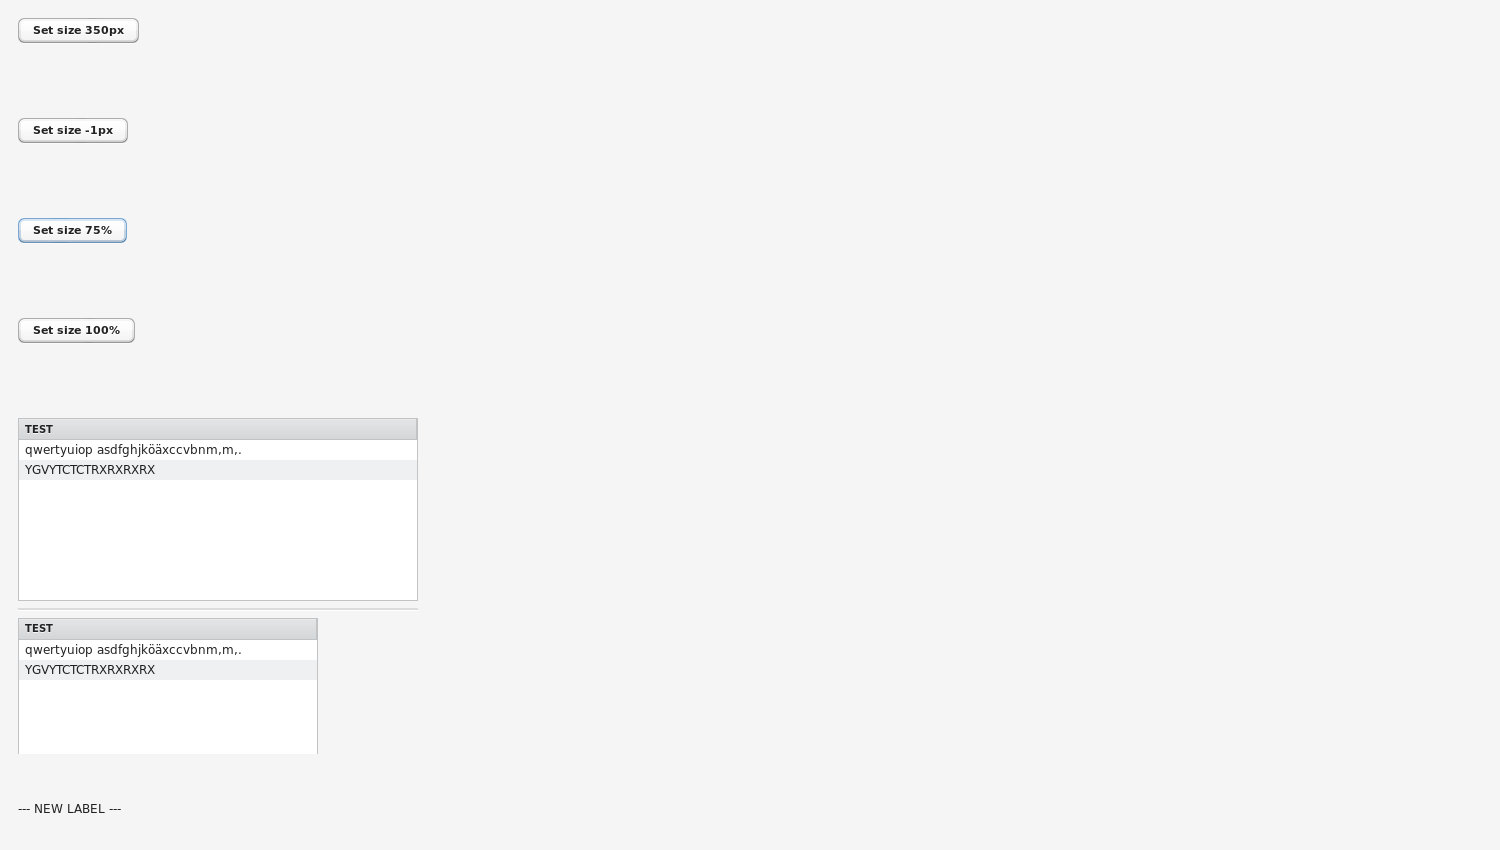 Set size 350px
Set size -1px
Set size 75%
Set size 100%
TEST
qwertyuiop asdfghjköäxccvbnm,m,.
YGVYTCTCTRXRXRXRX
TEST
qwertyuiop asdfghjköäxccvbnm,m,.
YGVYTCTCTRXRXRXRX
--- NEW LABEL ---